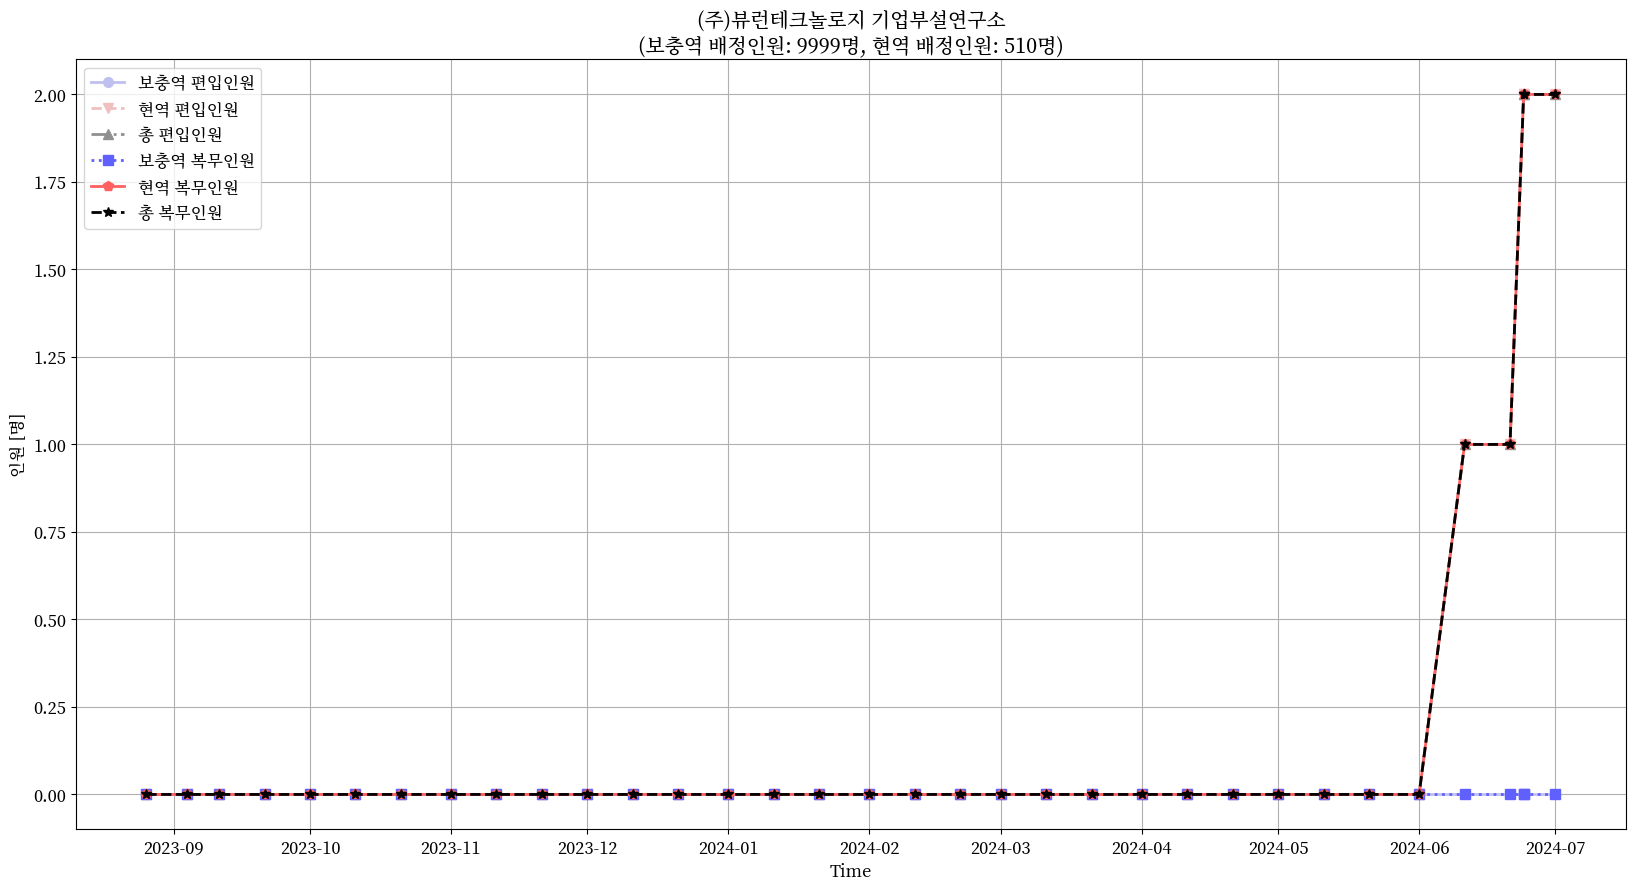 (주)뷰런테크놀로지 기업부설연구소
(보충역 배정인원: 9999명, 현역 배정인원: 510명)
보충역 편입인원
현역 편입인원
총 편입인원
보충역 복무인원
현역 복무인원
총 복무인원
2.00
1.75
1.50
1.25
1.00
0.75
0.50
0.25
0.00
인원 [명]
2023-09 2023-10 2023-11 2023-12 2024-01 2024-02 2024-03 2024-04 2024-05 2024-06 2024-07
Time